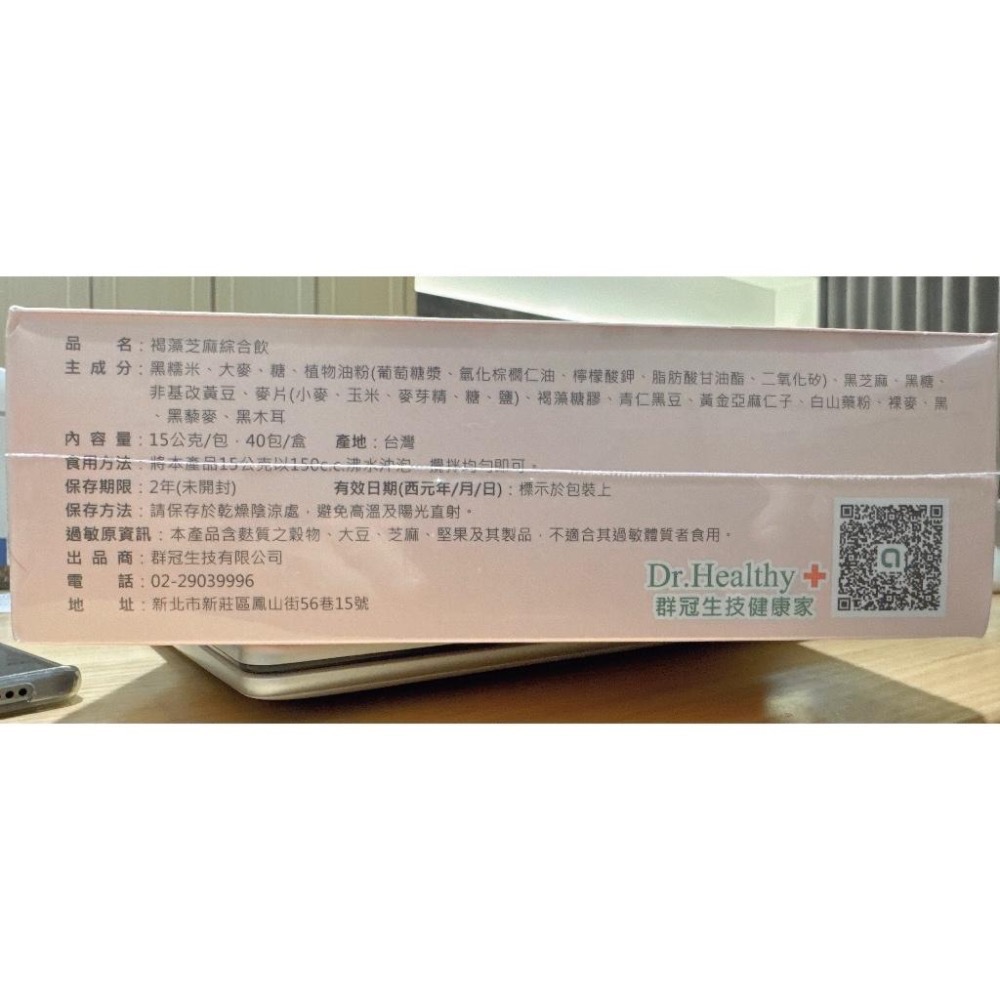 品名：褐藻芝麻綜合飲
主成分：黑糯米、大麥、糖、植物油粉(葡萄糖漿、氫化棕櫚仁油、檸檬酸鉀、脂肪酸甘油酯、二氧化矽)、黑芝麻、黑糖、
非基改黃豆、麥片(小麥、玉米、麥芽精、糖、鹽)、褐藻糖膠、青仁黑豆、黃金亞麻仁子、白山藥粉、裸麥、黑
、黑藜麥、黑木耳
內容量：15公克/包，40包/盒 產地：台灣
食用方法：將本產品15公克以150c.c.沸水沖泡，攪拌均勻即可。
保存期限：2年(未開封) 有效日期(西元年/月/日)：標示於包裝上
保存方法：請保存於乾燥陰涼處，避免高溫及陽光直射。
過敏原資訊：本產品含麩質之穀物、大豆、芝麻、堅果及其製品，不適合其過敏體質者食用。
出品商：群冠生技有限公司
電話：02-29039996
地址：新北市新莊區鳳山街56巷15號
Dr.Healthy
群冠生技健康家